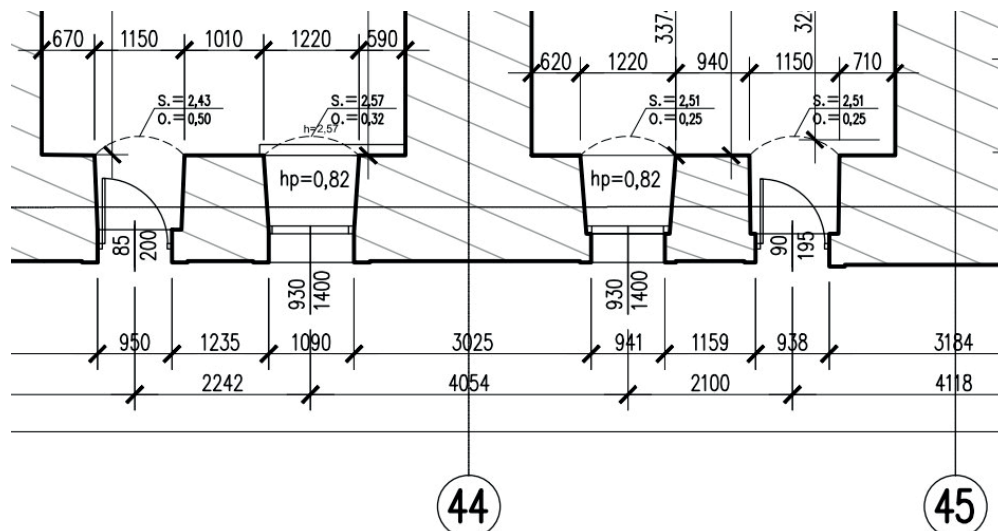 670 1150 1010 1220 590
620 1220 940 1150 710
s.=2,43
o.=0,50
s.=2,57
o.=0,32
h=2,57
s.=2,51
o.=0,25
s.=2,51
o.=0,25
hp=0,82
hp=0,82
85
200
930
1400
930
1400
90
195
950 1235 1090 3025 941 1159 938 3184
2242 4054 2100 4118
44
45